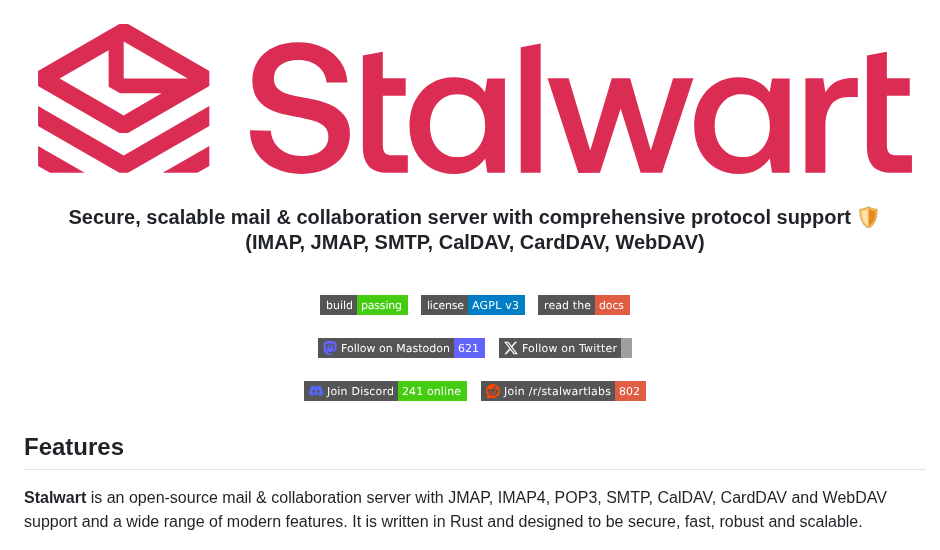 Stalwart
Secure, scalable mail & collaboration server with comprehensive protocol support 🛡️
(IMAP, JMAP, SMTP, CalDAV, CardDAV, WebDAV)
build passing license AGPL v3 read the docs
Follow on Mastodon 621 Follow on Twitter
Join Discord 241 online Join /r/stalwartlabs 802
Features
Stalwart is an open-source mail & collaboration server with JMAP, IMAP4, POP3, SMTP, CalDAV, CardDAV and WebDAV
support and a wide range of modern features. It is written in Rust and designed to be secure, fast, robust and scalable.